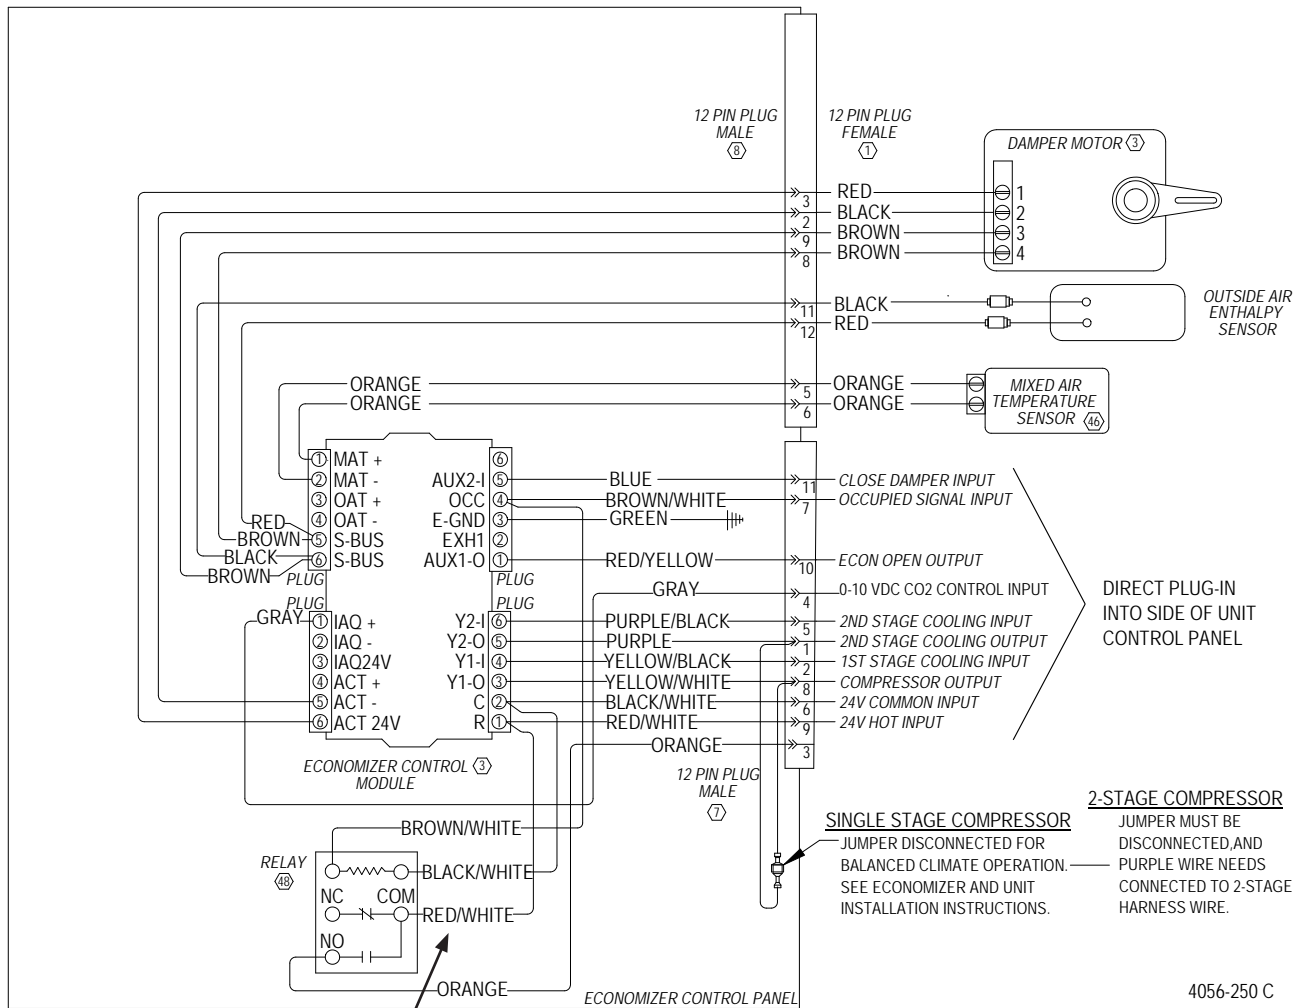 12 PIN PLUG
MALE
8
12 PIN PLUG
FEMALE
1
DAMPER MOTOR 3
3 RED 1
2 BLACK 2
9 BROWN 3
8 BROWN 4
11 BLACK
12 RED
OUTSIDE AIR
ENTHALPY
SENSOR
ORANGE 5 ORANGE
ORANGE 6 ORANGE
MIXED AIR
TEMPERATURE
SENSOR 46
1 MAT +
2 MAT -
3 OAT +
4 OAT -
5 S-BUS
6 S-BUS
RED
BROWN
BLACK
BROWN
PLUG
6
AUX2-I 5
OCC 4
E-GND 3
EXH1 2
AUX1-O 1
PLUG
BLUE 11 CLOSE DAMPER INPUT
BROWN/WHITE 7 OCCUPIED SIGNAL INPUT
GREEN
RED/YELLOW 10 ECON OPEN OUTPUT
GRAY 4 0-10 VDC CO2 CONTROL INPUT
PLUG
GRAY
1 IAQ +
2 IAQ -
3 IAQ24V
4 ACT +
5 ACT -
6 ACT 24V
PLUG
Y2-I 6
Y2-O 5
Y1-I 4
Y1-O 3
C 2
R 1
PURPLE/BLACK 5 2ND STAGE COOLING INPUT
PURPLE 1 2ND STAGE COOLING OUTPUT
YELLOW/BLACK 2 1ST STAGE COOLING INPUT
YELLOW/WHITE 8 COMPRESSOR OUTPUT
BLACK/WHITE 6 24V COMMON INPUT
RED/WHITE 9 24V HOT INPUT
ORANGE 3
DIRECT PLUG-IN
INTO SIDE OF UNIT
CONTROL PANEL
ECONOMIZER CONTROL 3
MODULE
12 PIN PLUG
MALE
7
BROWN/WHITE
RELAY
48
BLACK/WHITE
NC COM
RED/WHITE
NO
ORANGE
SINGLE STAGE COMPRESSOR
JUMPER DISCONNECTED FOR
BALANCED CLIMATE OPERATION.
SEE ECONOMIZER AND UNIT
INSTALLATION INSTRUCTIONS.
2-STAGE COMPRESSOR
JUMPER MUST BE
DISCONNECTED,AND
PURPLE WIRE NEEDS
CONNECTED TO 2-STAGE
HARNESS WIRE.
ECONOMIZER CONTROL PANEL
4056-250 C